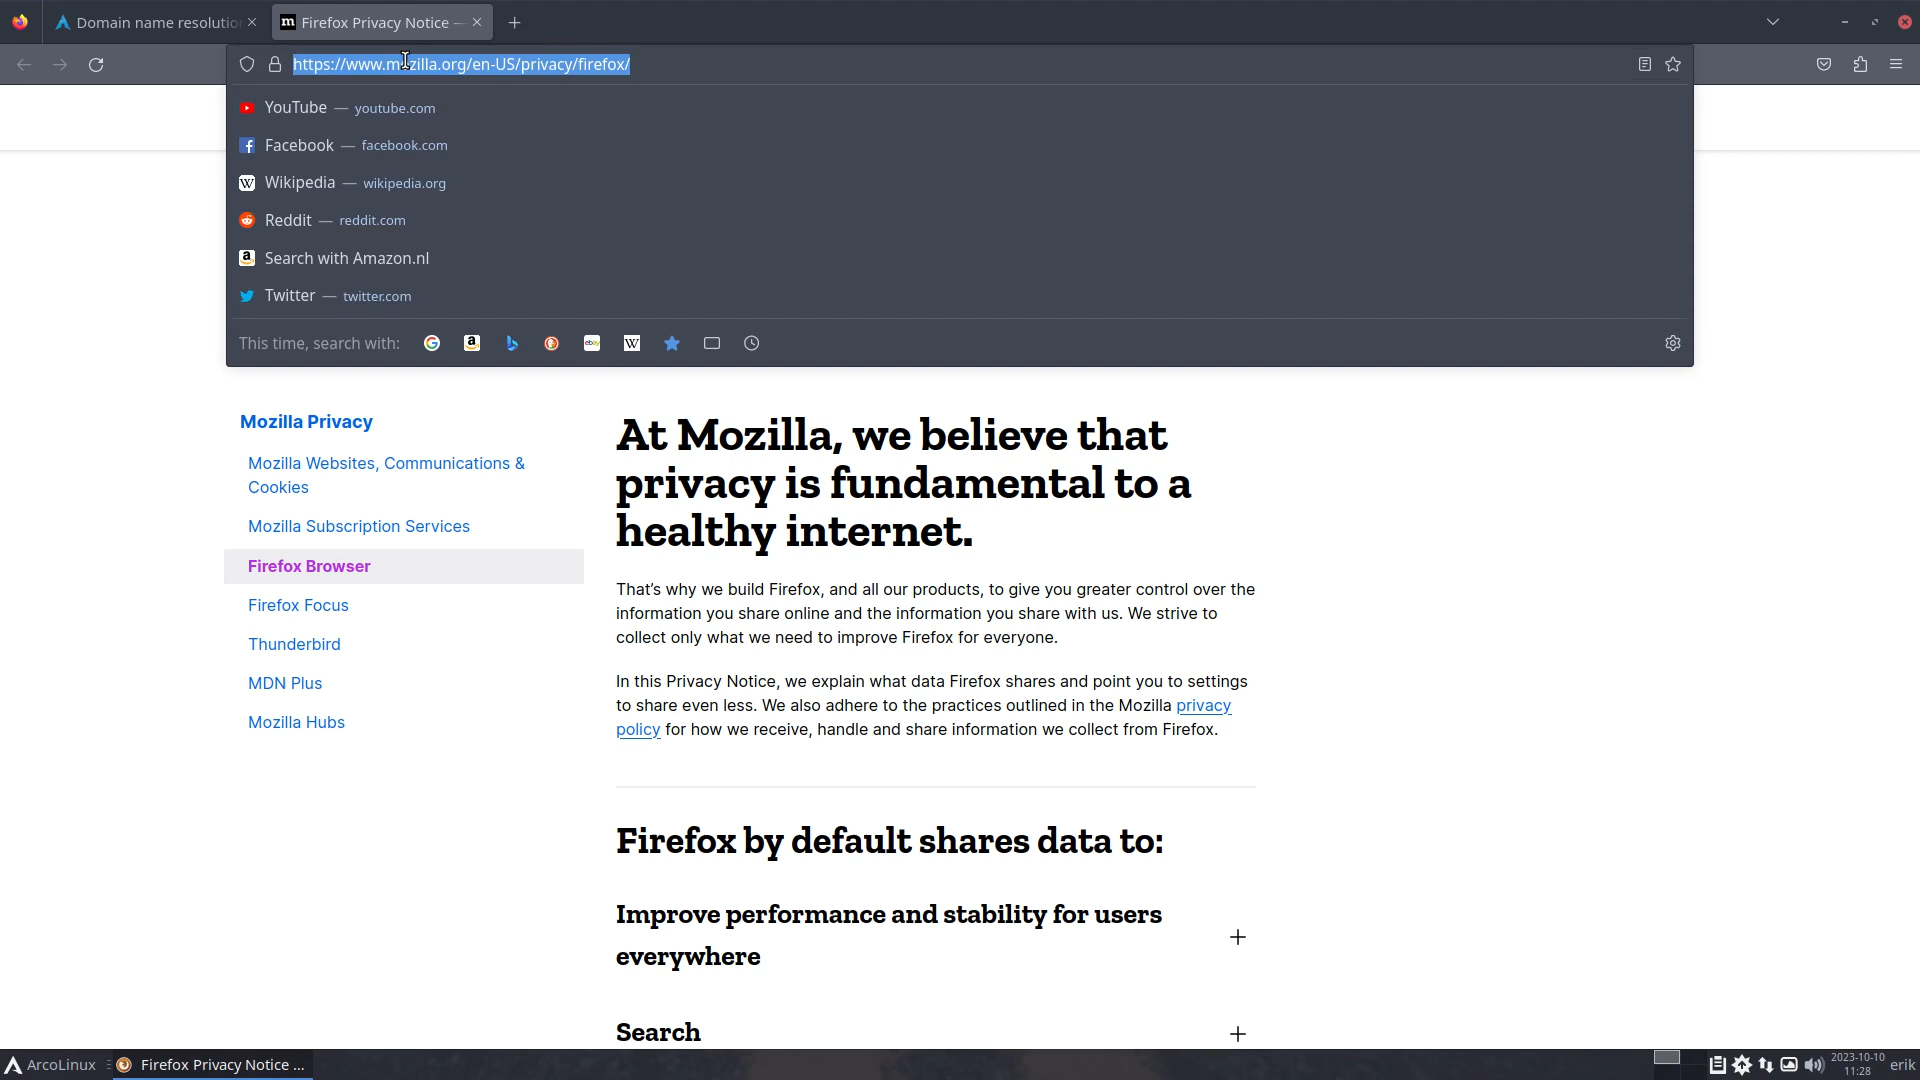 Domain name resolutio
Firefox Privacy Notice —
https://www.mozilla.org/en-US/privacy/firefox/
YouTube — youtube.com
Facebook — facebook.com
Wikipedia — wikipedia.org
Reddit — reddit.com
Search with Amazon.nl
Twitter — twitter.com
This time, search with:
Mozilla Privacy
Mozilla Websites, Communications &
Cookies
Mozilla Subscription Services
Firefox Browser
Firefox Focus
Thunderbird
MDN Plus
Mozilla Hubs
At Mozilla, we believe that
privacy is fundamental to a
healthy internet.
That’s why we build Firefox, and all our products, to give you greater control over the
information you share online and the information you share with us. We strive to
collect only what we need to improve Firefox for everyone.
In this Privacy Notice, we explain what data Firefox shares and point you to settings
to share even less. We also adhere to the practices outlined in the Mozilla privacy
policy for how we receive, handle and share information we collect from Firefox.
Firefox by default shares data to:
Improve performance and stability for users
everywhere
Search
ArcoLinux
Firefox Privacy Notice ...
2023-10-10
11:28
erik